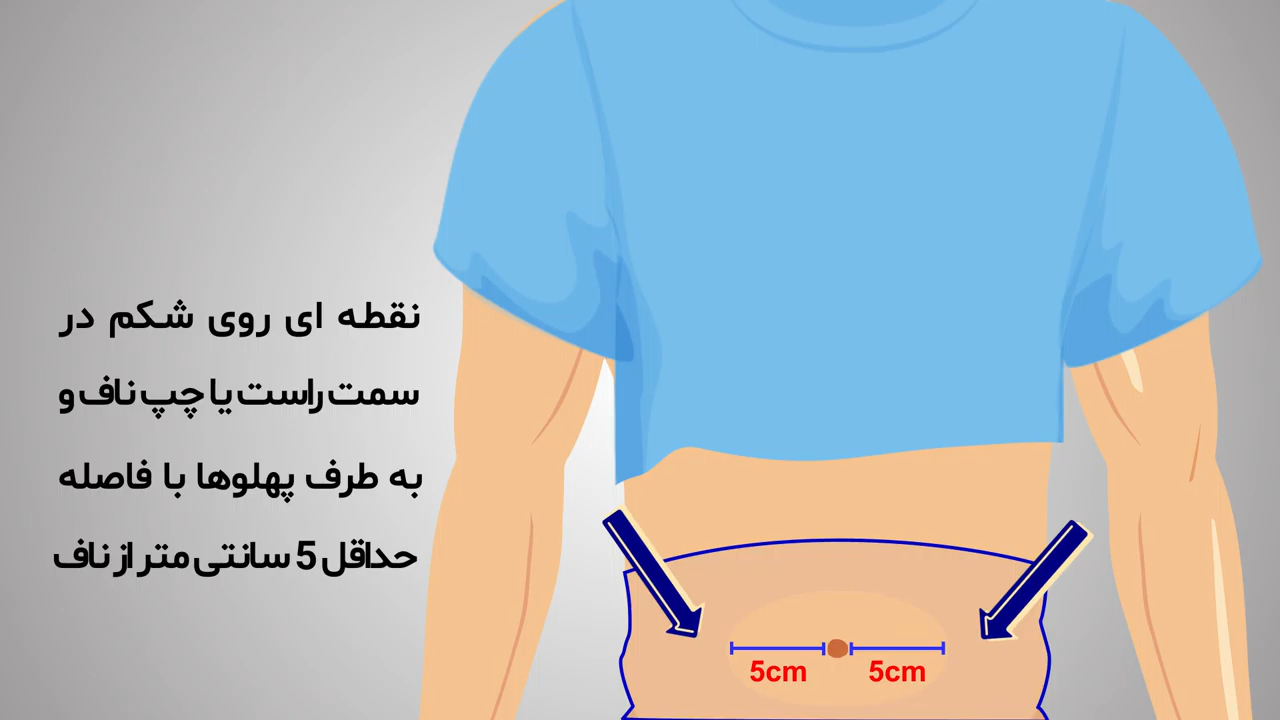 نقطه ای روی شکم در
سمت راست یا چپ ناف و
به طرف پهلوها با فاصله
حداقل 5 سانتی متر از ناف
5cm
5cm